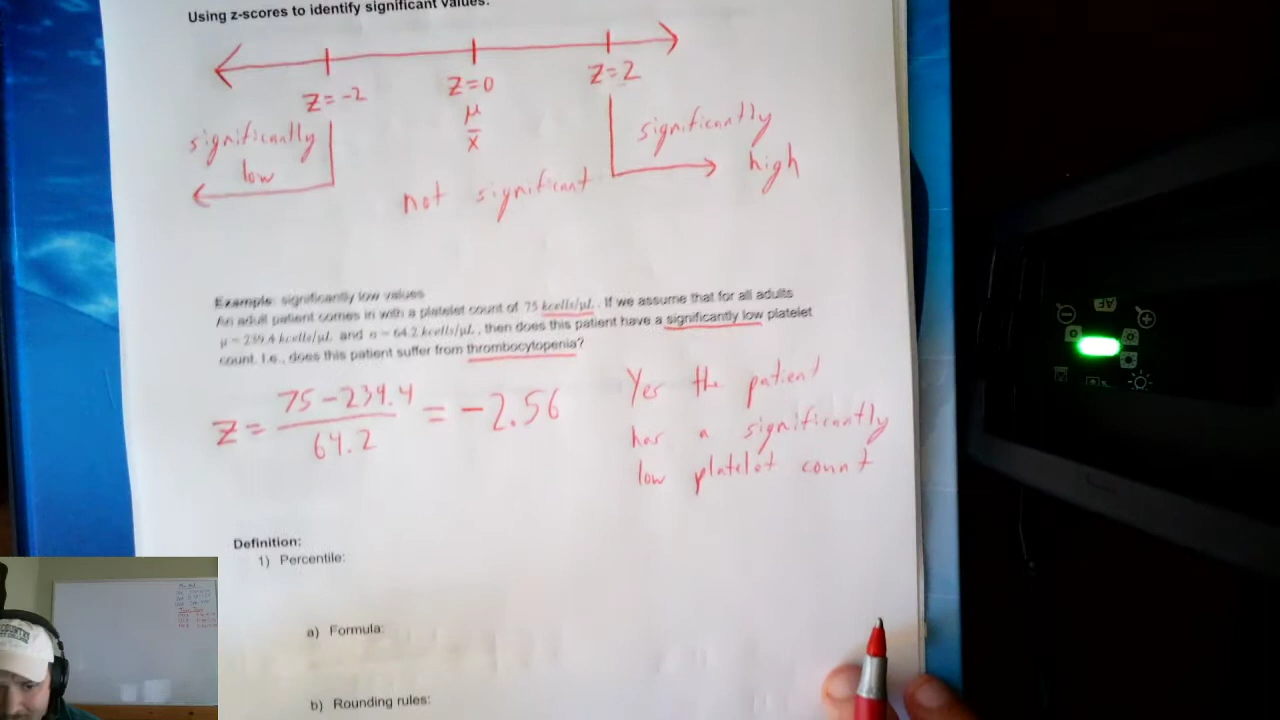 Using z-scores to identify significant values:
z=-2
z=0
z=2
μ
x̄
significantly
low
not significant
significantly
high
Example: significantly low values
An adult patient comes in with a platelet count of 75 kcells/μL. If we assume that for all adults
μ = 239.4 kcells/μL and σ = 64.2 kcells/μL, then does this patient have a significantly low platelet
count. I.e., does this patient suffer from thrombocytopenia?
z = 75-239.4 / 64.2 = -2.56
Yes the patient
has a significantly
low platelet count
Definition:
1) Percentile:
a) Formula:
b) Rounding rules:
AF